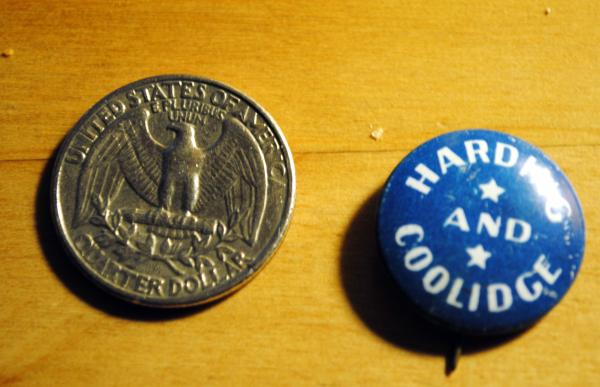 UNITED STATES OF AMERICA
E PLURIBUS
UNUM
QUARTER DOLLAR
HARDING
AND
COOLIDGE